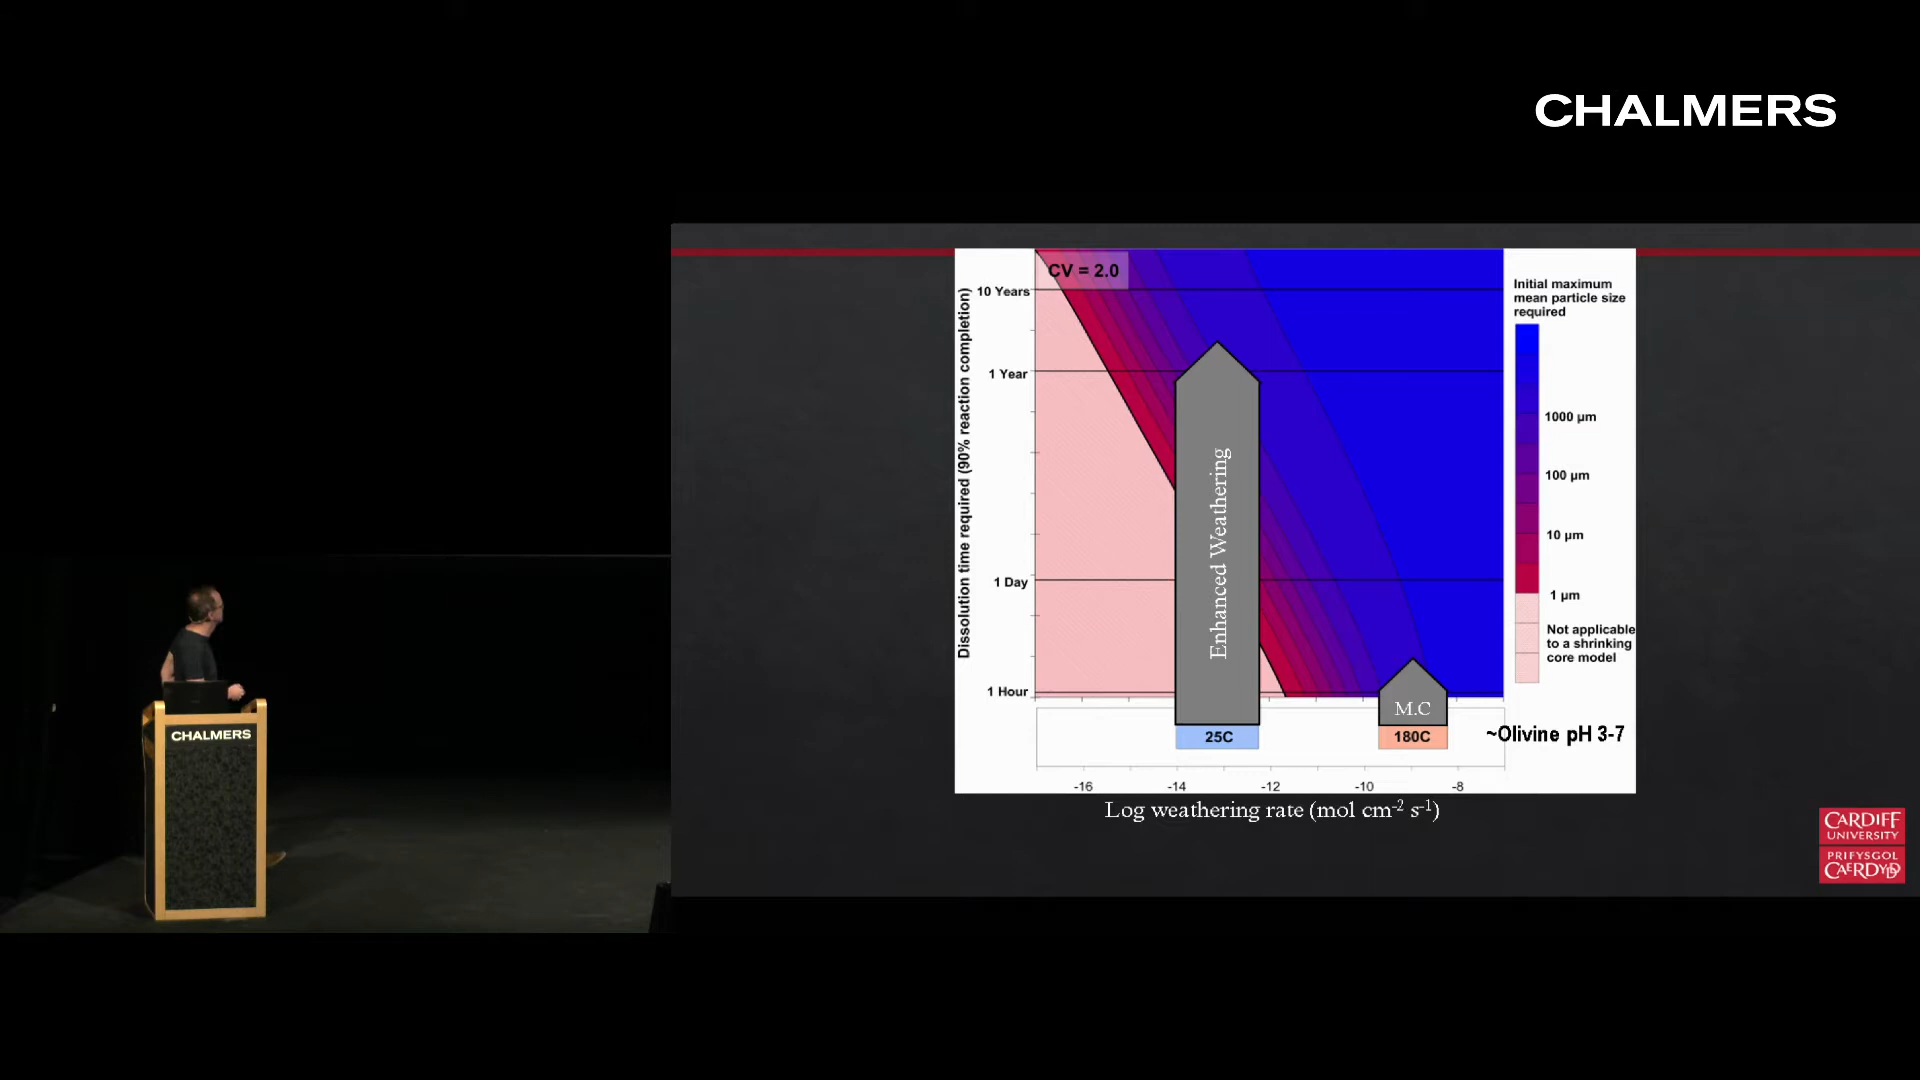 CHALMERS
CV = 2.0
Dissolution time required (90% reaction completion)
10 Years
1 Year
1 Day
1 Hour
Enhanced Weathering
M.C
25C
180C
~Olivine pH 3-7
-16
-14
-12
-10
-8
Log weathering rate (mol cm-2 s-1)
Initial maximum
mean particle size
required
1000 µm
100 µm
10 µm
1 µm
Not applicable
to a shrinking
core model
CHALMERS
CARDIFF
UNIVERSITY
PRIFYSGOL
CAERDYDD